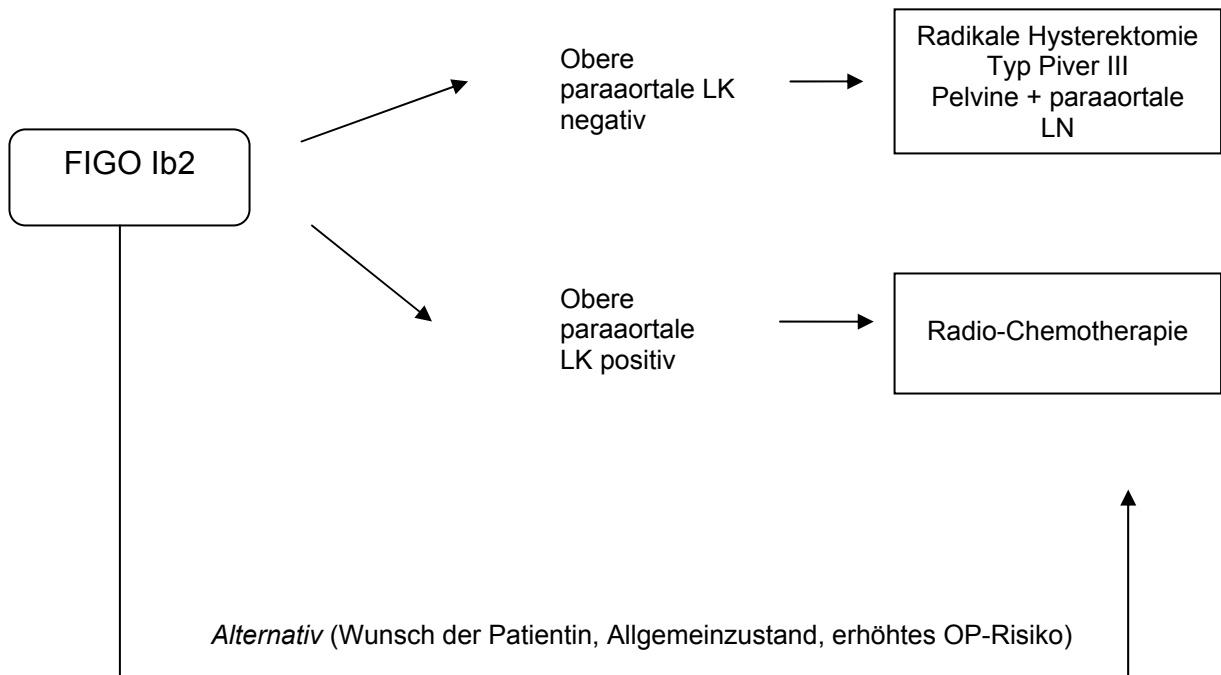 FIGO Ib2
Obere
paraaortale LK
negativ
Radikale Hysterektomie
Typ Piver III
Pelvine + paraaortale
LN
Obere
paraaortale
LK positiv
Radio-Chemotherapie
Alternativ (Wunsch der Patientin, Allgemeinzustand, erhöhtes OP-Risiko)